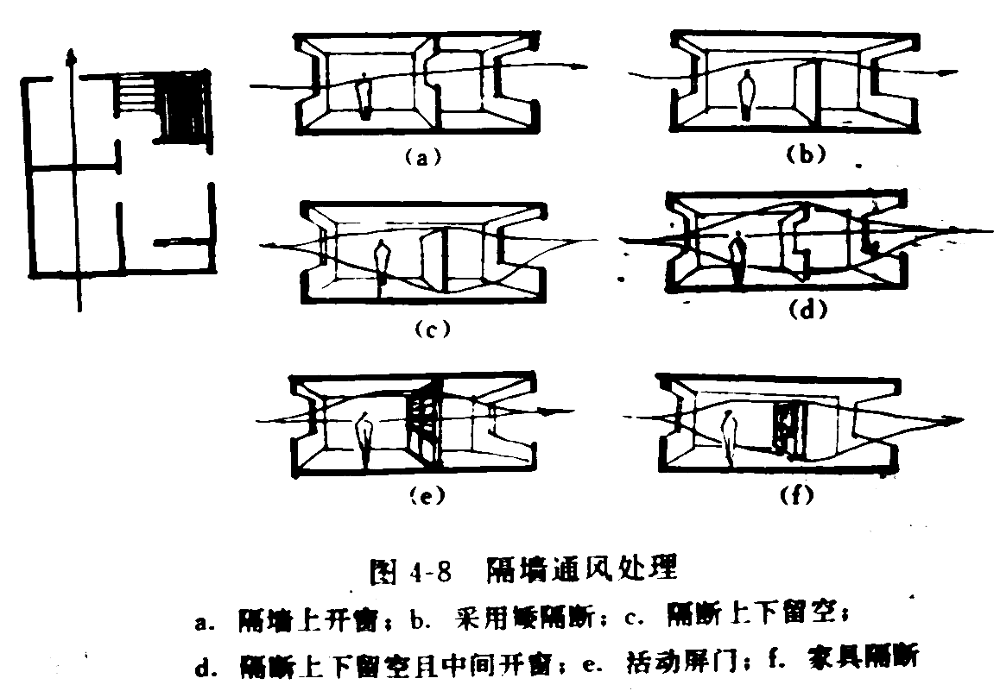 (a)
(b)
(c)
(d)
(e)
(f)
图 4-8 隔墙通风处理
a. 隔墙上开窗；b. 采用矮隔断；c. 隔断上下留空；
d. 隔断上下留空且中间开窗；e. 活动屏门；f. 家具隔断